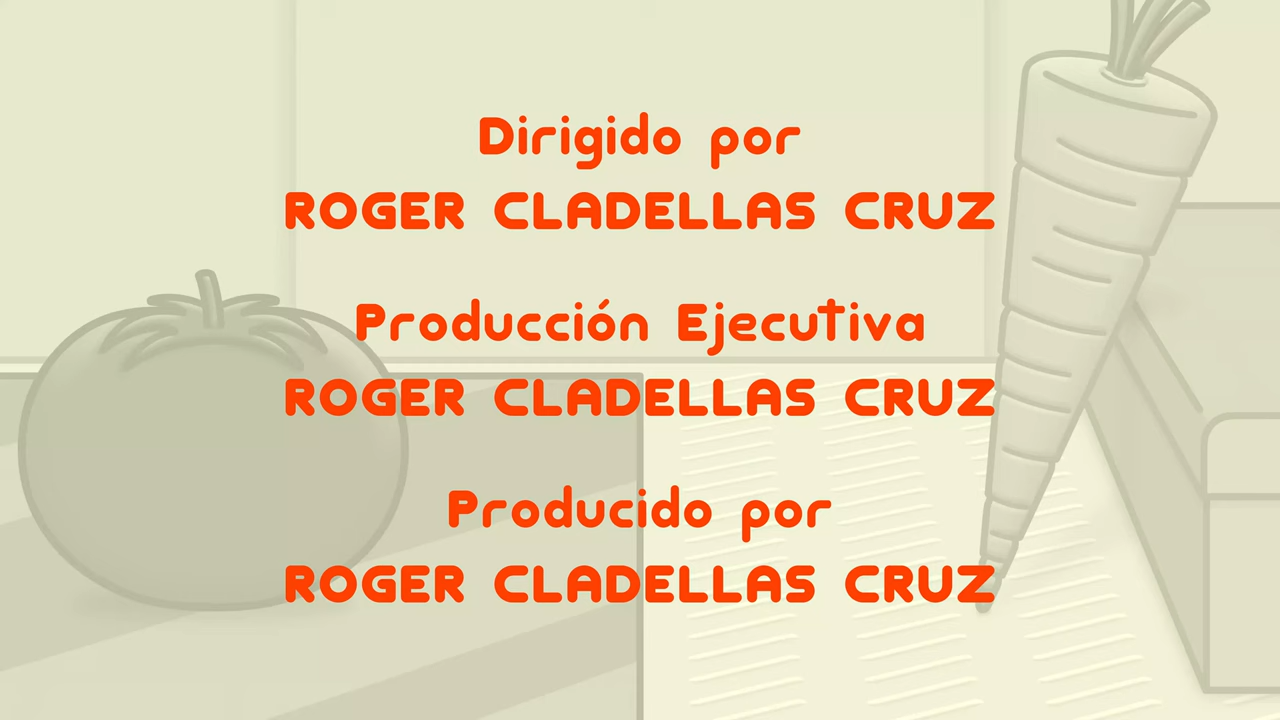 Dirigido por
ROGER CLADELLAS CRUZ
Producción Ejecutiva
ROGER CLADELLAS CRUZ
Producido por
ROGER CLADELLAS CRUZ